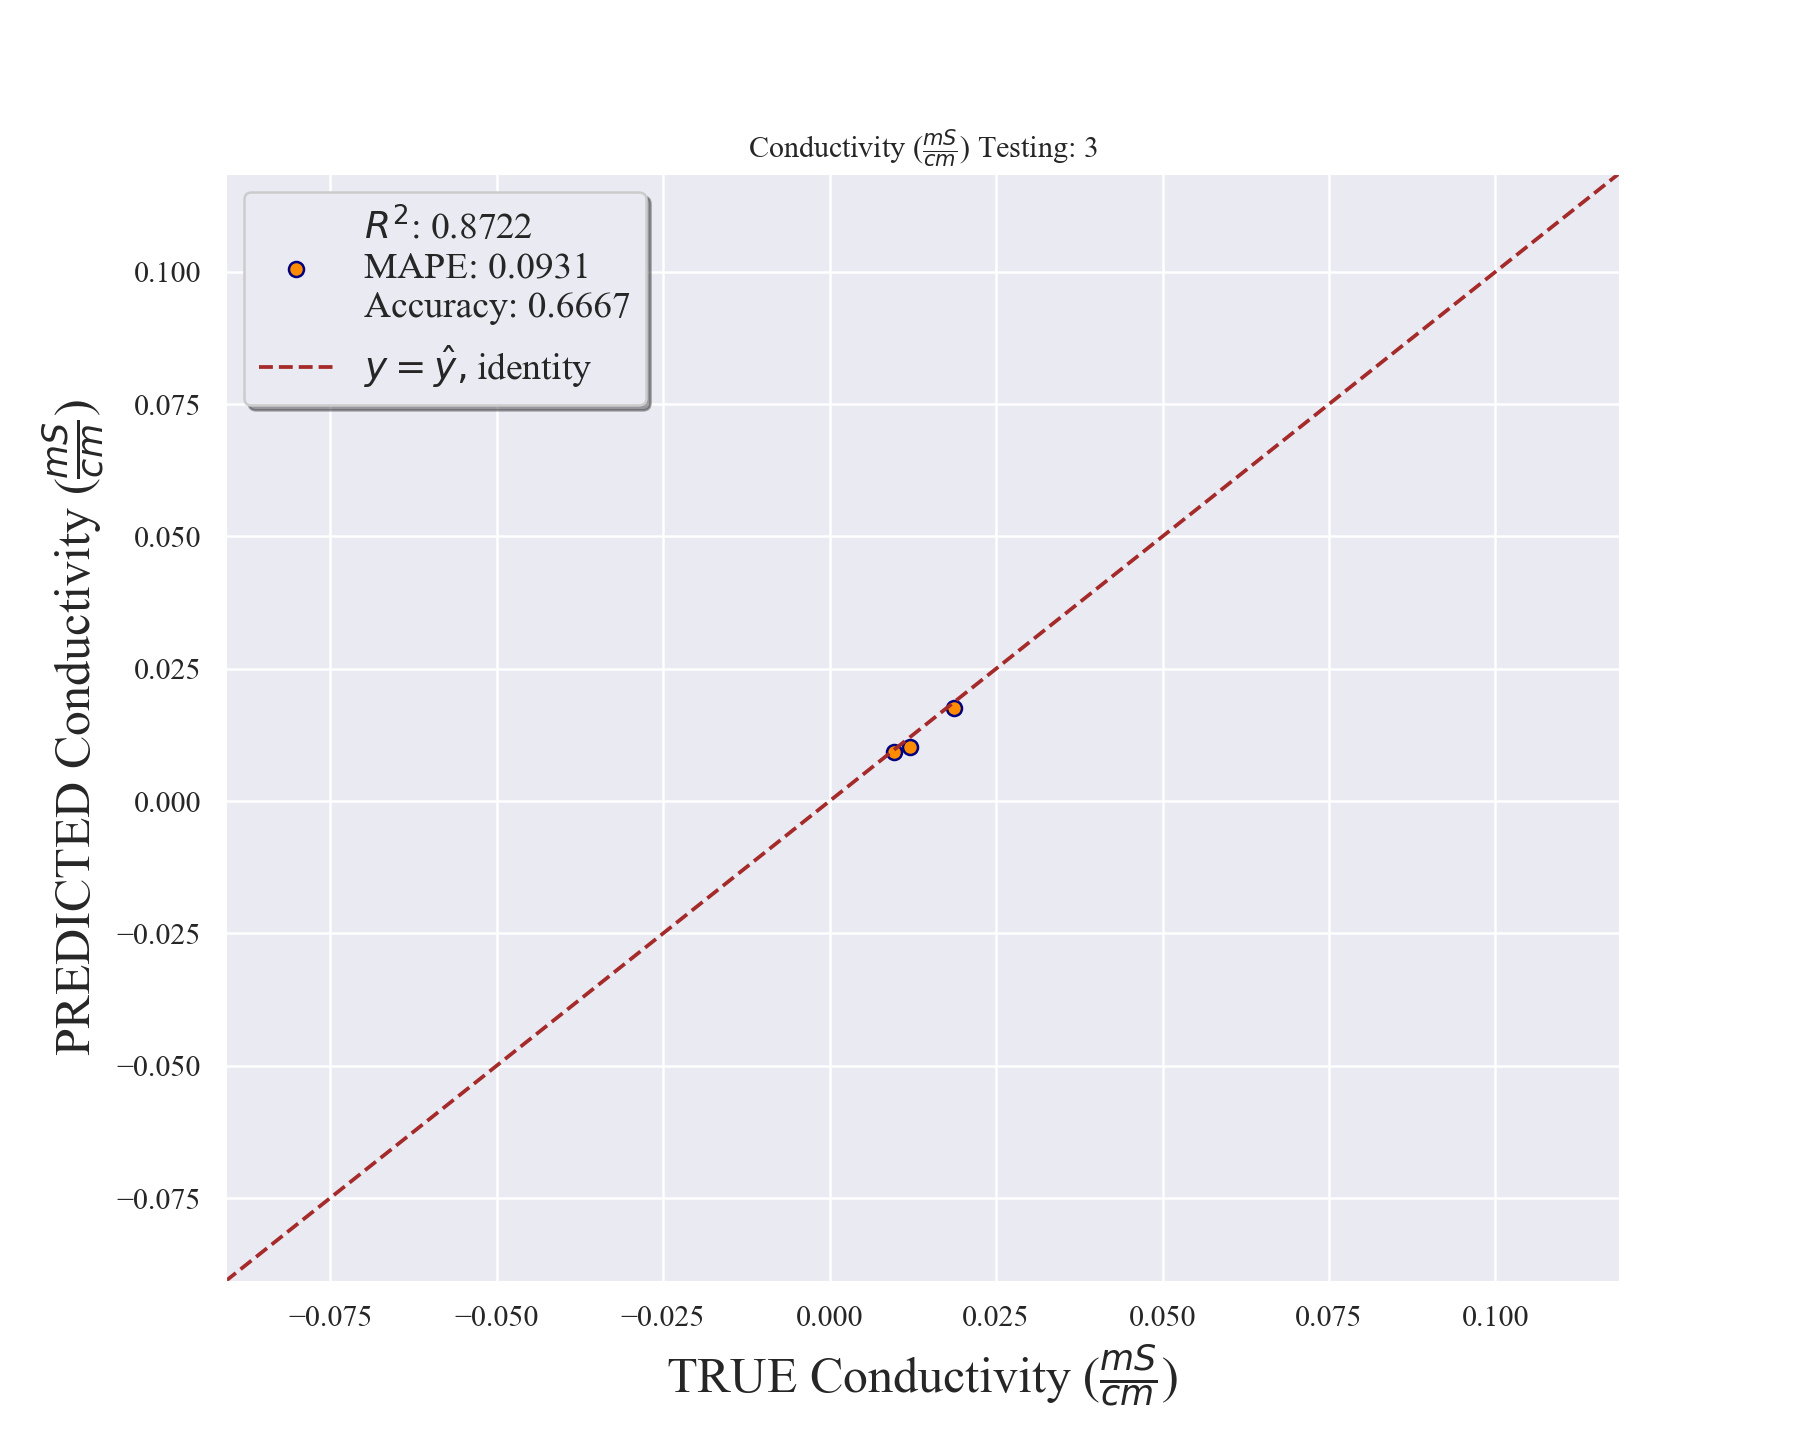 Conductivity (mS/cm) Testing: 3
R²: 0.8722
MAPE: 0.0931
Accuracy: 0.6667
y = ŷ, identity
PREDICTED Conductivity (mS/cm)
0.100
0.075
0.050
0.025
0.000
−0.025
−0.050
−0.075
−0.075 −0.050 −0.025 0.000 0.025 0.050 0.075 0.100
TRUE Conductivity (mS/cm)